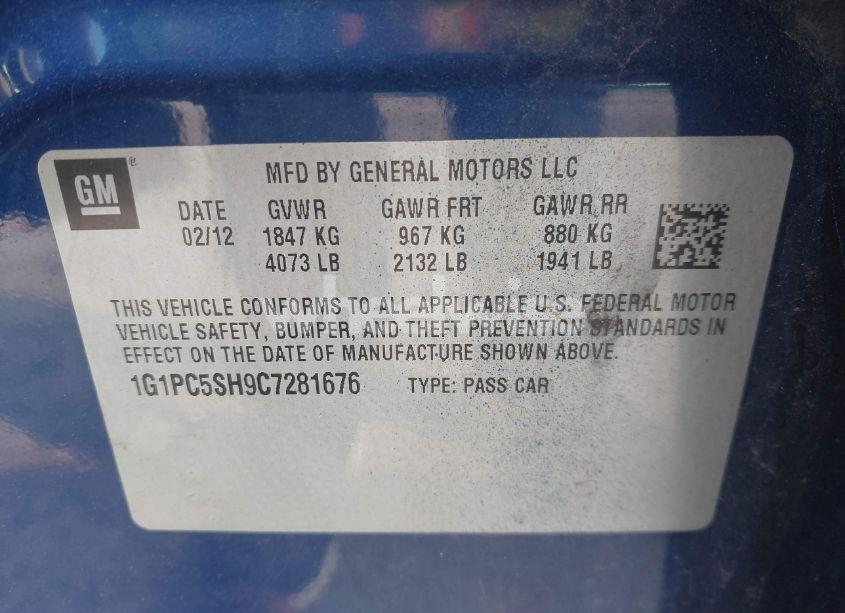 GM ®
MFD BY GENERAL MOTORS LLC
DATE GVWR GAWR FRT GAWR RR
02/12 1847 KG 967 KG 880 KG
4073 LB 2132 LB 1941 LB
THIS VEHICLE CONFORMS TO ALL APPLICABLE U.S. FEDERAL MOTOR
VEHICLE SAFETY, BUMPER, AND THEFT PREVENTION STANDARDS IN
EFFECT ON THE DATE OF MANUFACTURE SHOWN ABOVE.
1G1PC5SH9C7281676 TYPE: PASS CAR